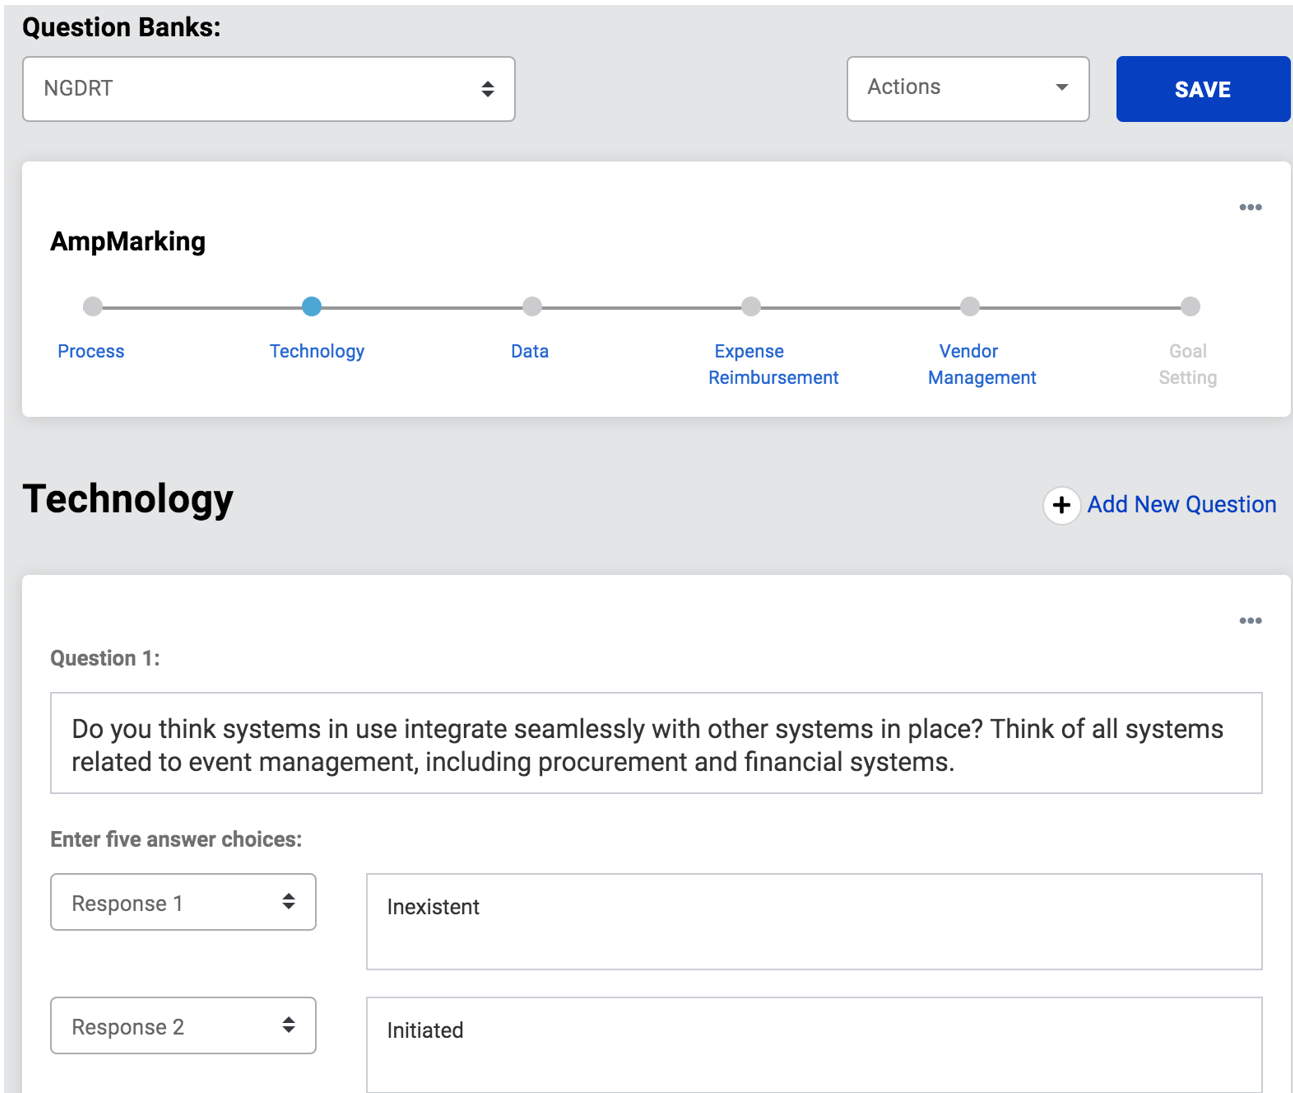 Question Banks:
NGDRT
Actions
SAVE
AmpMarking
Process
Technology
Data
Expense
Reimbursement
Vendor
Management
Goal
Setting
Technology
Add New Question
Question 1:
Do you think systems in use integrate seamlessly with other systems in place? Think of all systems
related to event management, including procurement and financial systems.
Enter five answer choices:
Response 1
Inexistent
Response 2
Initiated